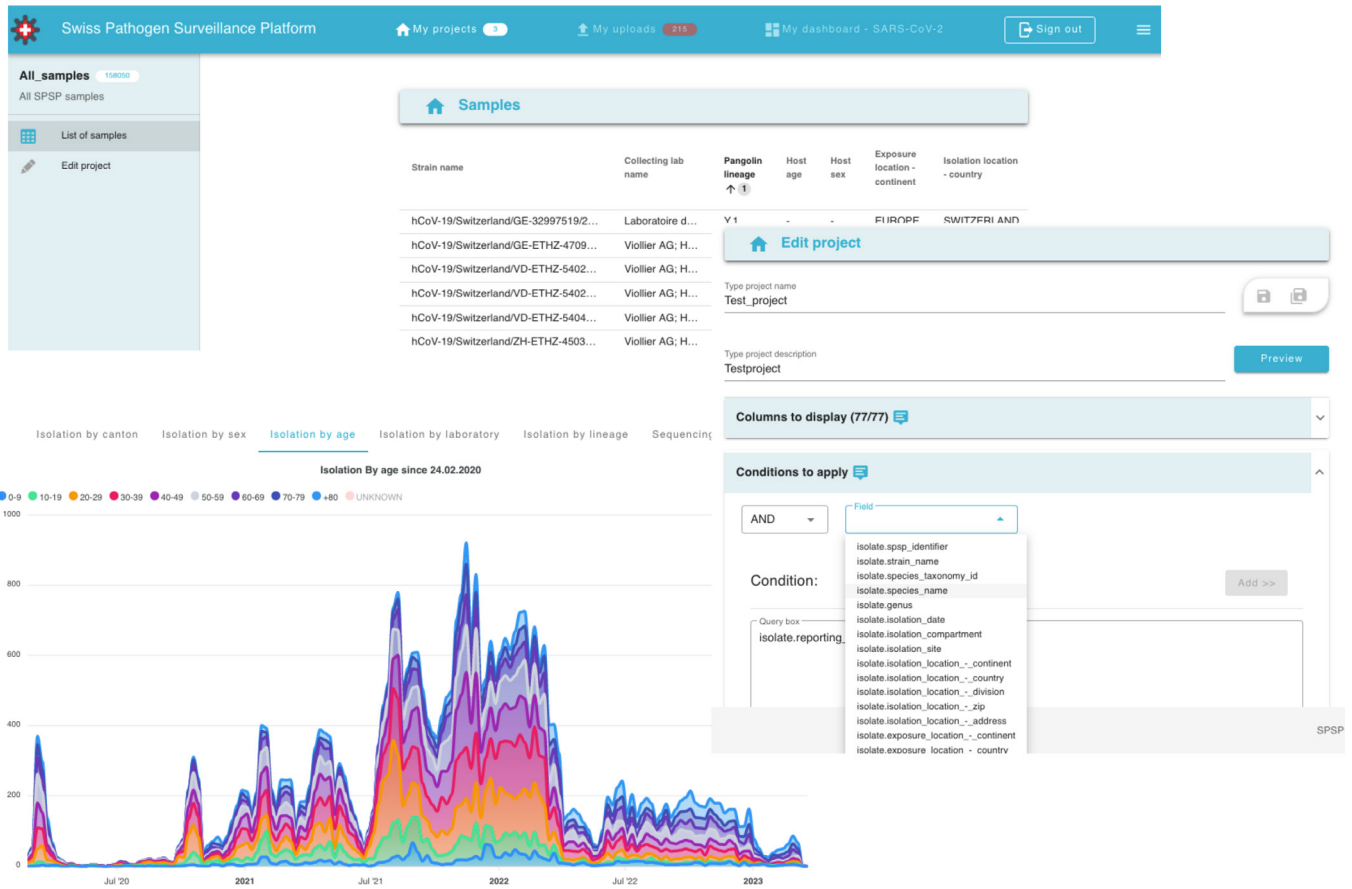 Swiss Pathogen Surveillance Platform
My projects 3
My uploads 215
My dashboard - SARS-CoV-2
Sign out
All_samples 158050
All SPSP samples
List of samples
Edit project
Samples
Strain name
Collecting lab name
Pangolin lineage
1
Host age
Host sex
Exposure location - continent
Isolation location - country
hCoV-19/Switzerland/GE-32997519/2... Laboratoire d... Y.1 - - EUROPE SWITZERLAND
hCoV-19/Switzerland/GE-ETHZ-4709... Viollier AG; H...
hCoV-19/Switzerland/VD-ETHZ-5402... Viollier AG; H...
hCoV-19/Switzerland/VD-ETHZ-5402... Viollier AG; H...
hCoV-19/Switzerland/VD-ETHZ-5404... Viollier AG; H...
hCoV-19/Switzerland/ZH-ETHZ-4503... Viollier AG; H...
Edit project
Type project name
Test_project
Type project description
Testproject
Preview
Columns to display (77/77)
Conditions to apply
AND
Field
isolate.spsp_identifier
isolate.strain_name
isolate.species_taxonomy_id
isolate.species_name
isolate.genus
isolate.isolation_date
isolate.isolation_compartment
isolate.isolation_site
isolate.isolation_location_-_continent
isolate.isolation_location_-_country
isolate.isolation_location_-_division
isolate.isolation_location_-_zip
isolate.isolation_location_-_address
isolate.exposure_location_-_continent
isolate.exposure_location_-_country
Condition:
Add >>
Query box
isolate.reporting_
SPSP
Isolation by canton Isolation by sex Isolation by age Isolation by laboratory Isolation by lineage Sequencing
Isolation By age since 24.02.2020
0-9 10-19 20-29 30-39 40-49 50-59 60-69 70-79 +80 UNKNOWN
1000
800
600
400
200
0
Jul '20 2021 Jul '21 2022 Jul '22 2023